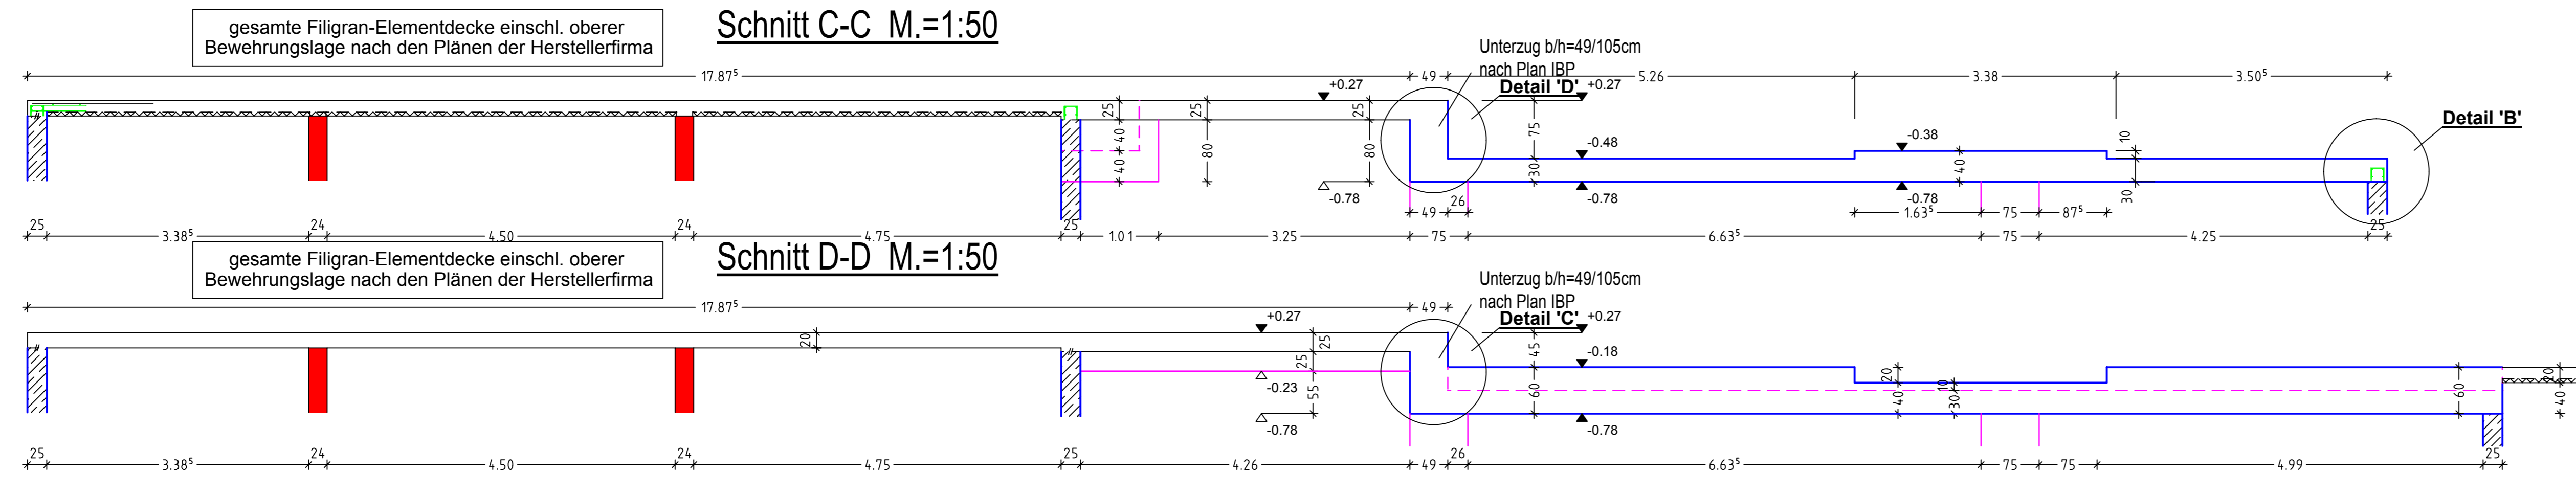 gesamte Filigran-Elementdecke einschl. oberer
Bewehrungslage nach den Plänen der Herstellerfirma
Schnitt C-C M.=1:50
Unterzug b/h=49/105cm
nach Plan IBP
Detail 'D'
Detail 'B'
17.87⁵ 49 5.26 3.38 3.50⁵
+0.27 +0.27
25 40 40 25 80 25 80 75 30
-0.48 -0.38 10 40 30
-0.78 -0.78 -0.78
49 26 1.63⁵ 75 87⁵
25 3.38⁵ 24 4.50 24 4.75 25 1.01 3.25 75 6.63⁵ 75 4.25 25
gesamte Filigran-Elementdecke einschl. oberer
Bewehrungslage nach den Plänen der Herstellerfirma
Schnitt D-D M.=1:50
Unterzug b/h=49/105cm
nach Plan IBP
Detail 'C'
17.87⁵ 49
+0.27 +0.27
20 25 25 55 45 60
-0.18
-0.23
20 40 10 30 60 20 40
-0.78 -0.78
25 3.38⁵ 24 4.50 24 4.75 25 4.26 49 26 6.63⁵ 75 75 4.99 25